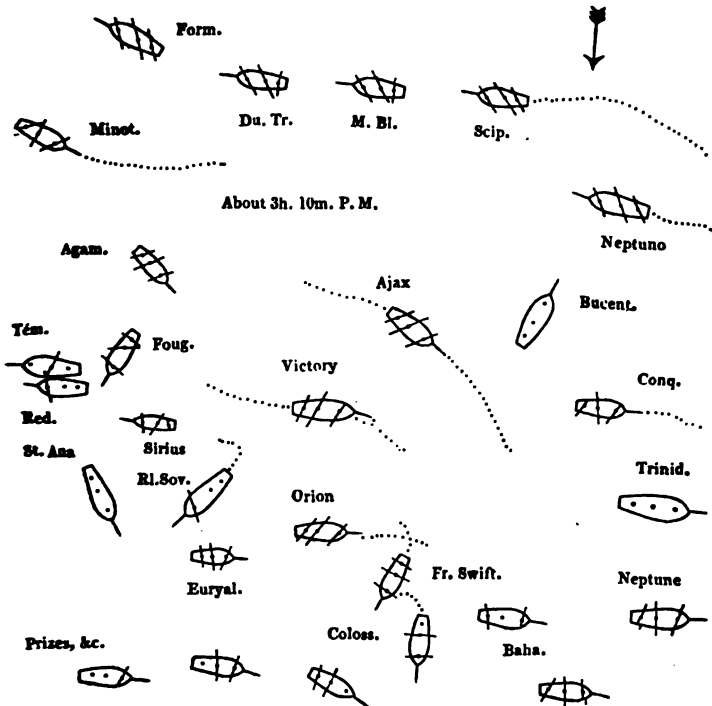 Form.
Du. Tr.
M. Bl.
Scip.
Minot.
About 3h. 10m. P. M.
Neptuno
Agam.
Ajax
Bucent.
Tém.
Foug.
Victory
Conq.
Red.
Sirius
St. Ana
Rl. Sov.
Trinid.
Orion
Fr. Swift.
Neptune
Euryal.
Coloss.
Baha.
Prizes, &c.